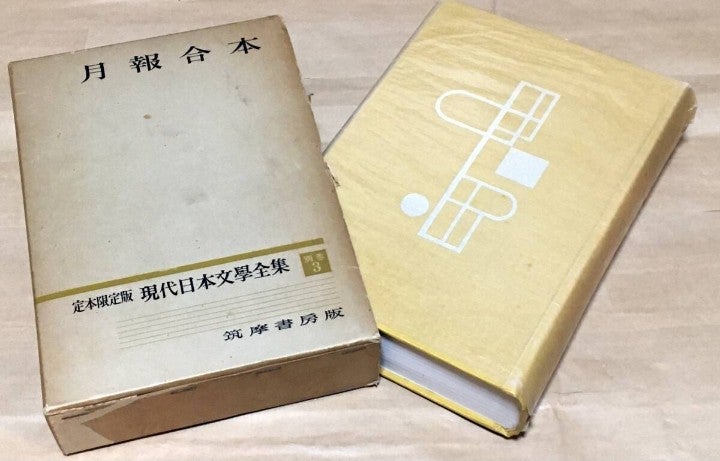 月報合本
定本限定版 現代日本文學全集 別巻3
筑摩書房版